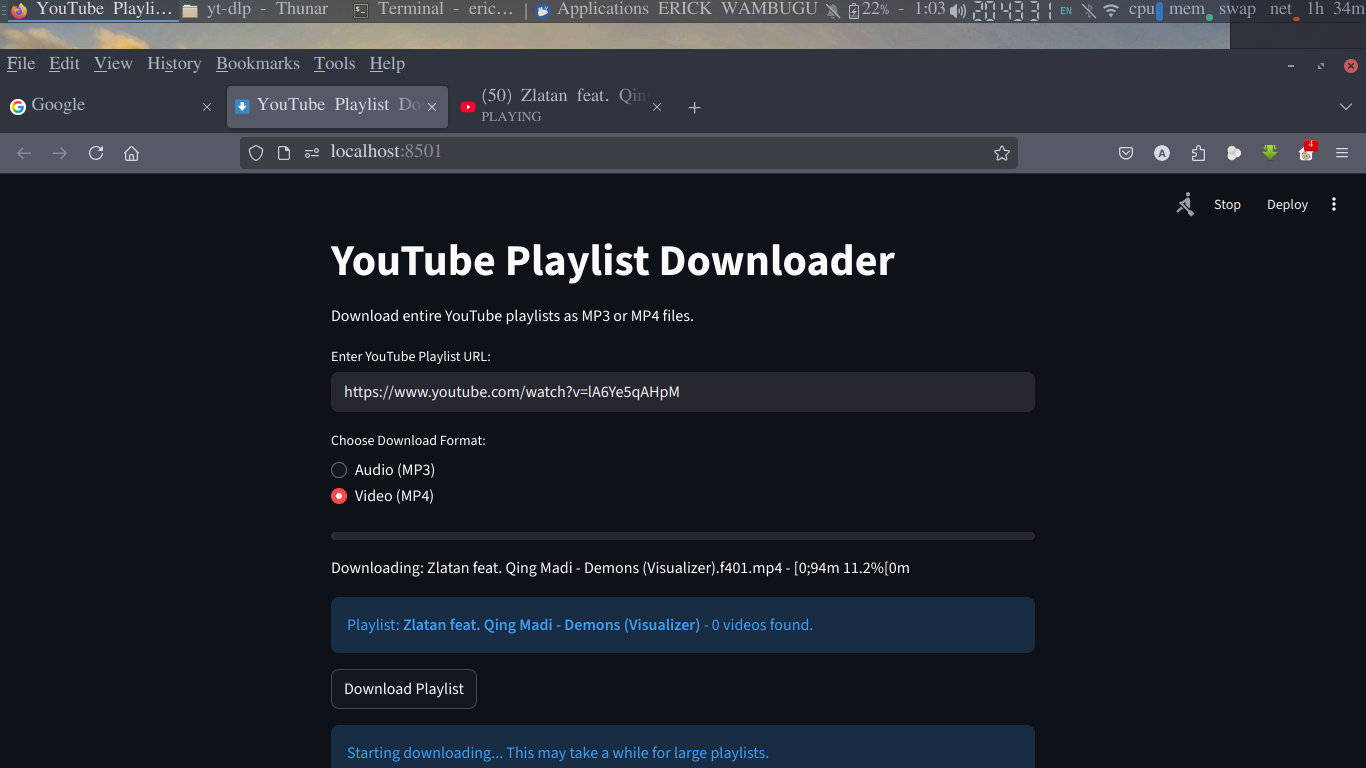 YouTube Playli... yt-dlp - Thunar Terminal - eric... | Applications ERICK WAMBUGU 22% - 1:03 20:43:31 EN cpu mem swap net 1h 34m
File Edit View History Bookmarks Tools Help
Google YouTube Playlist Do (50) Zlatan feat. Qin
PLAYING
localhost:8501 A 4
Stop Deploy
YouTube Playlist Downloader
Download entire YouTube playlists as MP3 or MP4 files.
Enter YouTube Playlist URL:
https://www.youtube.com/watch?v=lA6Ye5qAHpM
Choose Download Format:
Audio (MP3)
Video (MP4)
Downloading: Zlatan feat. Qing Madi - Demons (Visualizer).f401.mp4 - [0;94m 11.2%[0m
Playlist: Zlatan feat. Qing Madi - Demons (Visualizer) - 0 videos found.
Download Playlist
Starting downloading... This may take a while for large playlists.